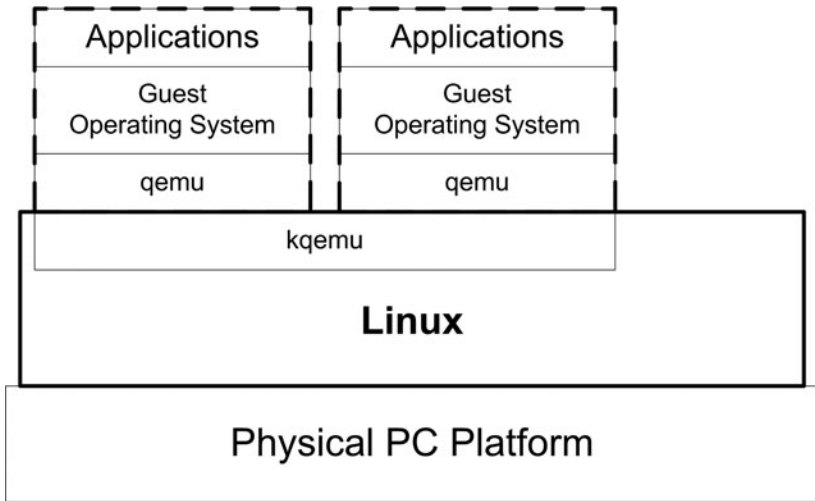 Applications
Guest
Operating System
qemu
Applications
Guest
Operating System
qemu
kqemu
Linux
Physical PC Platform